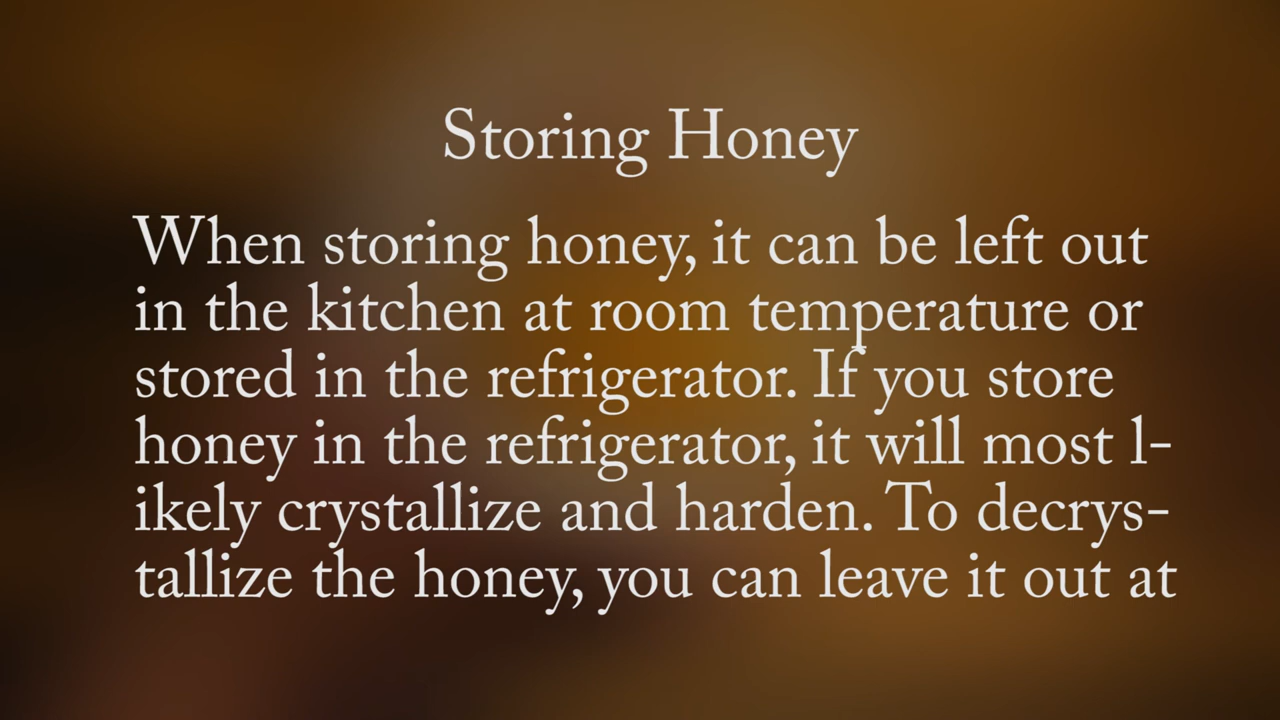 Storing Honey
When storing honey, it can be left out
in the kitchen at room temperature or
stored in the refrigerator. If you store
honey in the refrigerator, it will most l-
ikely crystallize and harden. To decrys-
tallize the honey, you can leave it out at